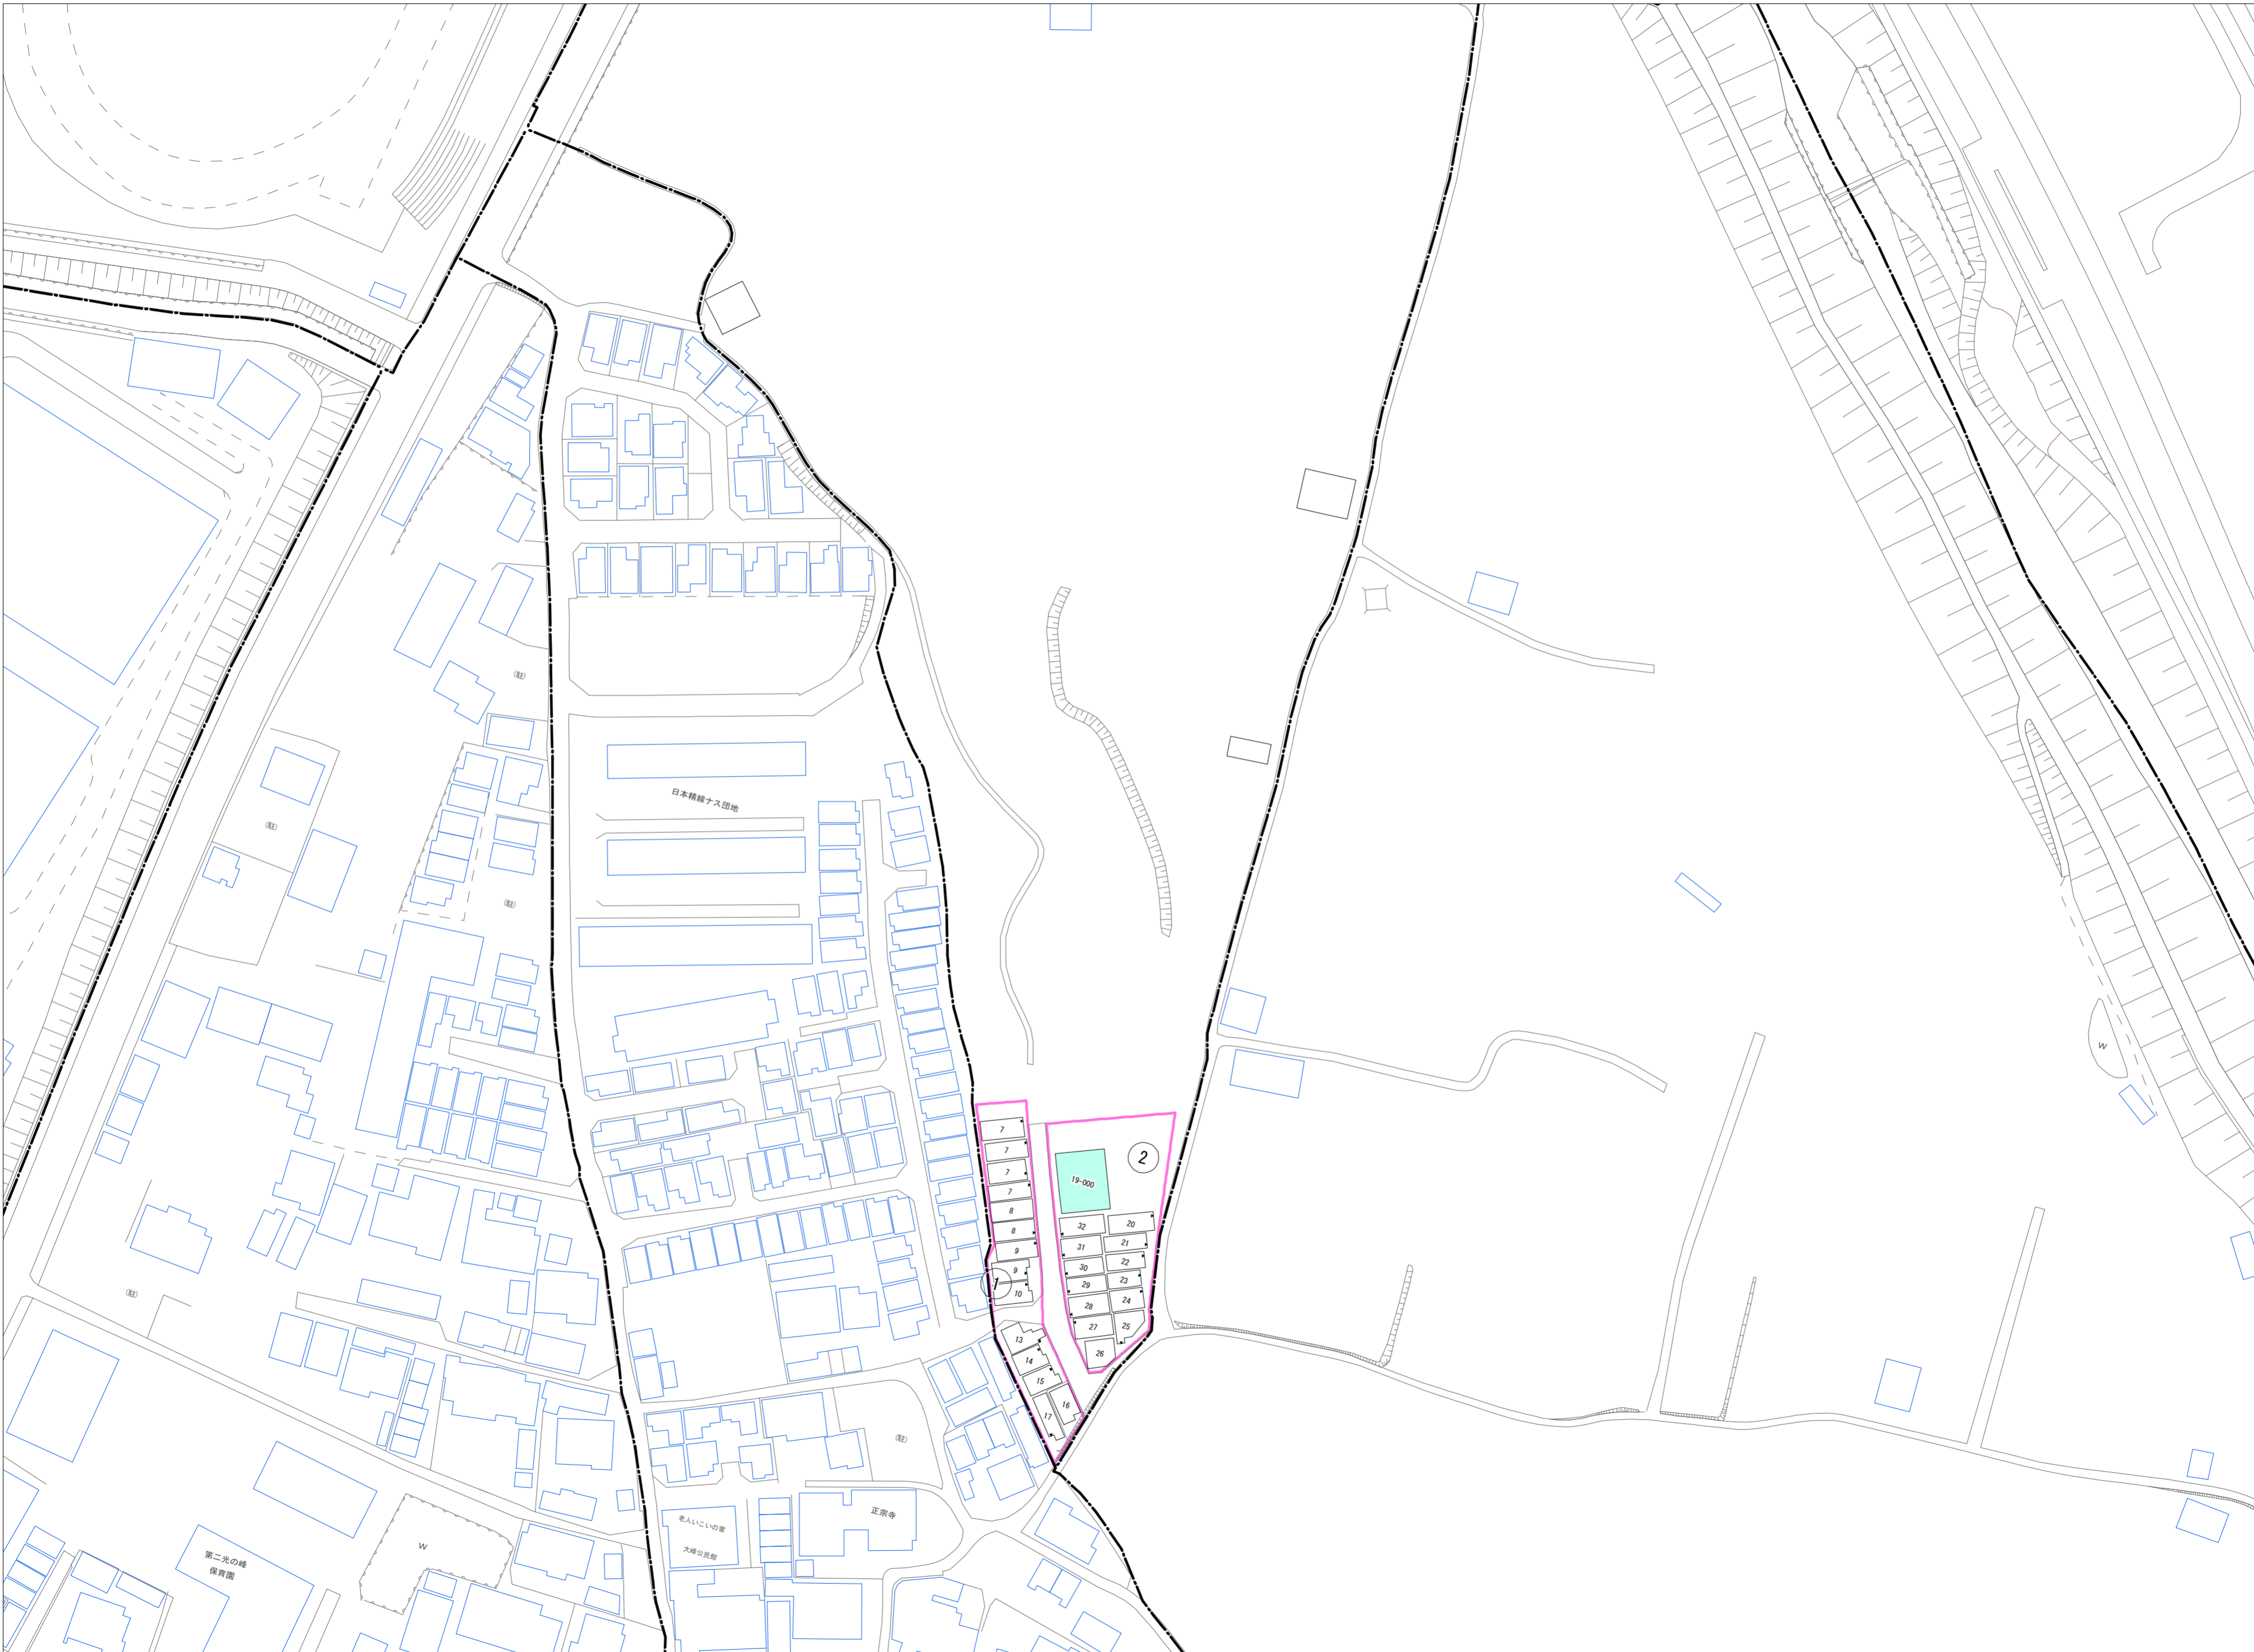 (駐)
日本精線ナス団地
(駐)
(駐)
W
7
7
2
7
19-000
7
8
32
20
8
31
21
9
22
30
9
23
1
29
10
24
28
(駐)
27
25
13
26
14
15
16
17
(駐)
正宗寺
老人いこいの家
大峰公民館
W
第二光の峰
保育園